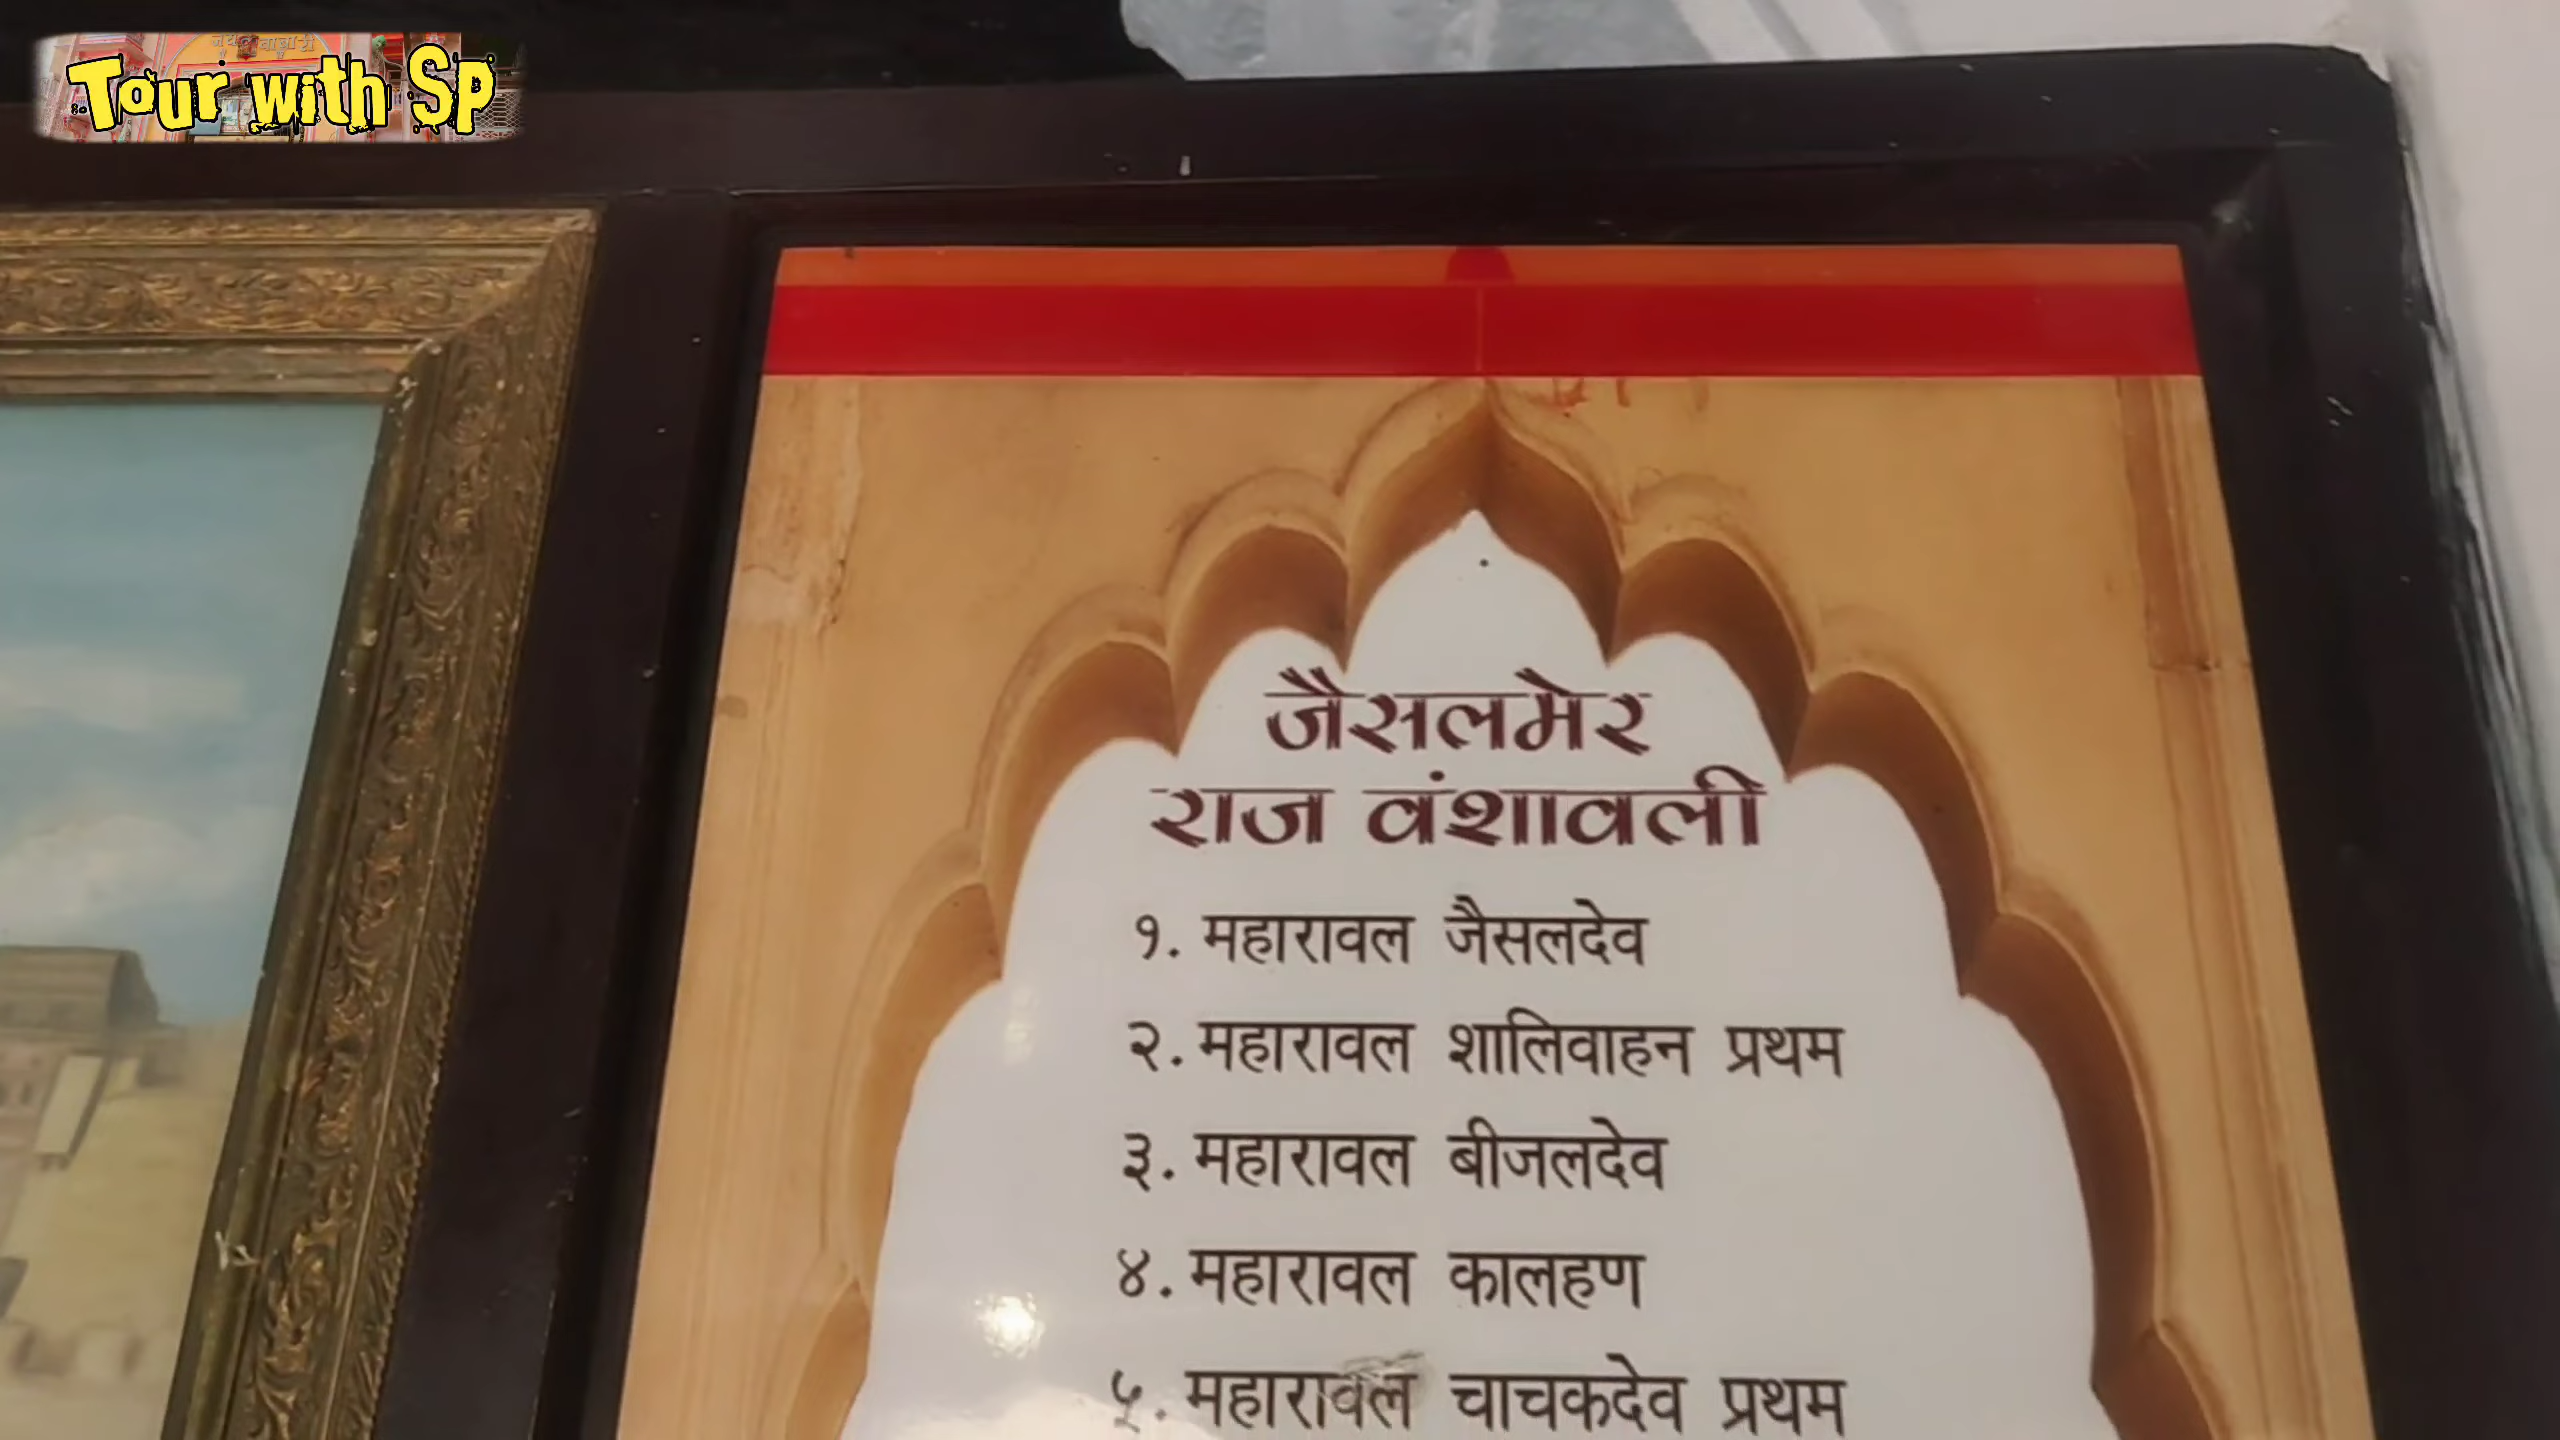 Tour with Sp
जैसलमेर
राज वंशावली
१. महारावल जैसलदेव
२. महारावल शालिवाहन प्रथम
३. महारावल बीजलदेव
४. महारावल कालहण
५. महारावल चाचकदेव प्रथम